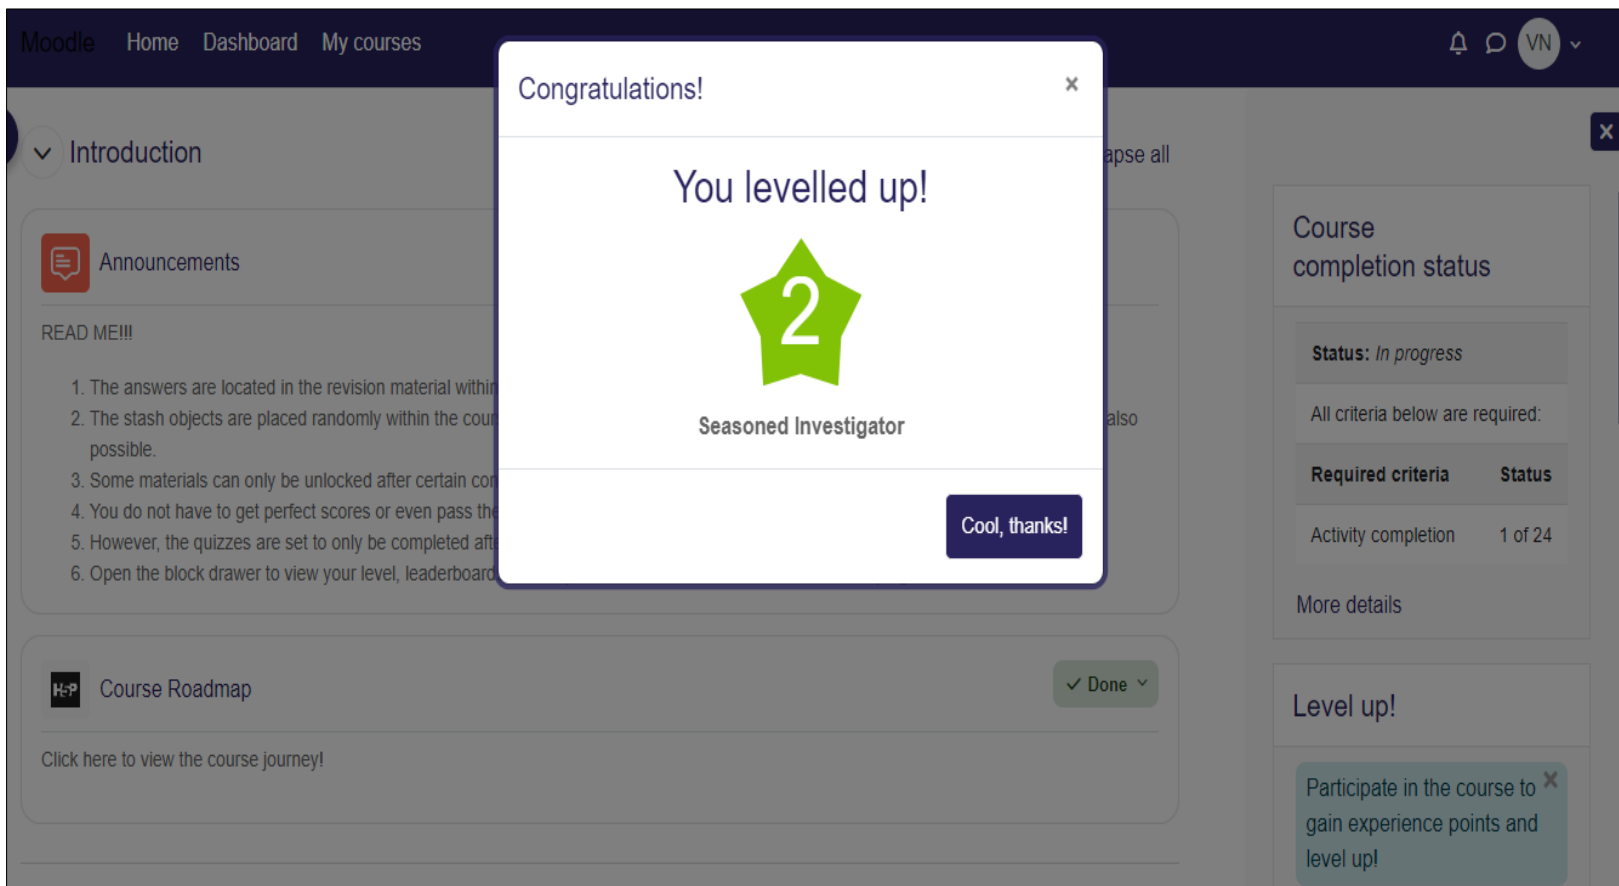 Moodle Home Dashboard My courses
VN
Congratulations!
×
You levelled up!
2
Seasoned Investigator
Cool, thanks!
Introduction
apse all
Announcements
READ ME!!!
1. The answers are located in the revision material within
2. The stash objects are placed randomly within the cour
also
possible.
3. Some materials can only be unlocked after certain con
4. You do not have to get perfect scores or even pass the
5. However, the quizzes are set to only be completed afte
6. Open the block drawer to view your level, leaderboard
H5P Course Roadmap
✓ Done
Click here to view the course journey!
×
Course
completion status
Status: In progress
All criteria below are required:
Required criteria Status
Activity completion 1 of 24
More details
Level up!
Participate in the course to ×
gain experience points and
level up!